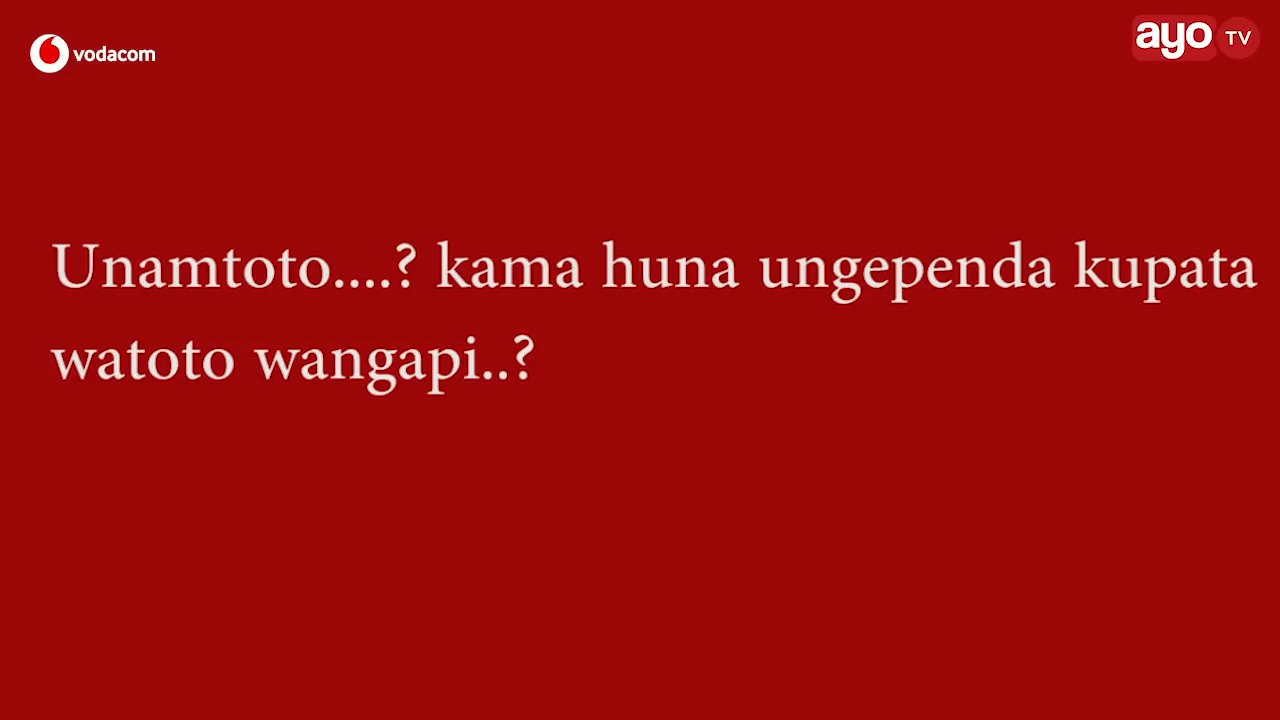 vodacom
ayo TV
Unamtoto....? kama huna ungependa kupata
watoto wangapi..?